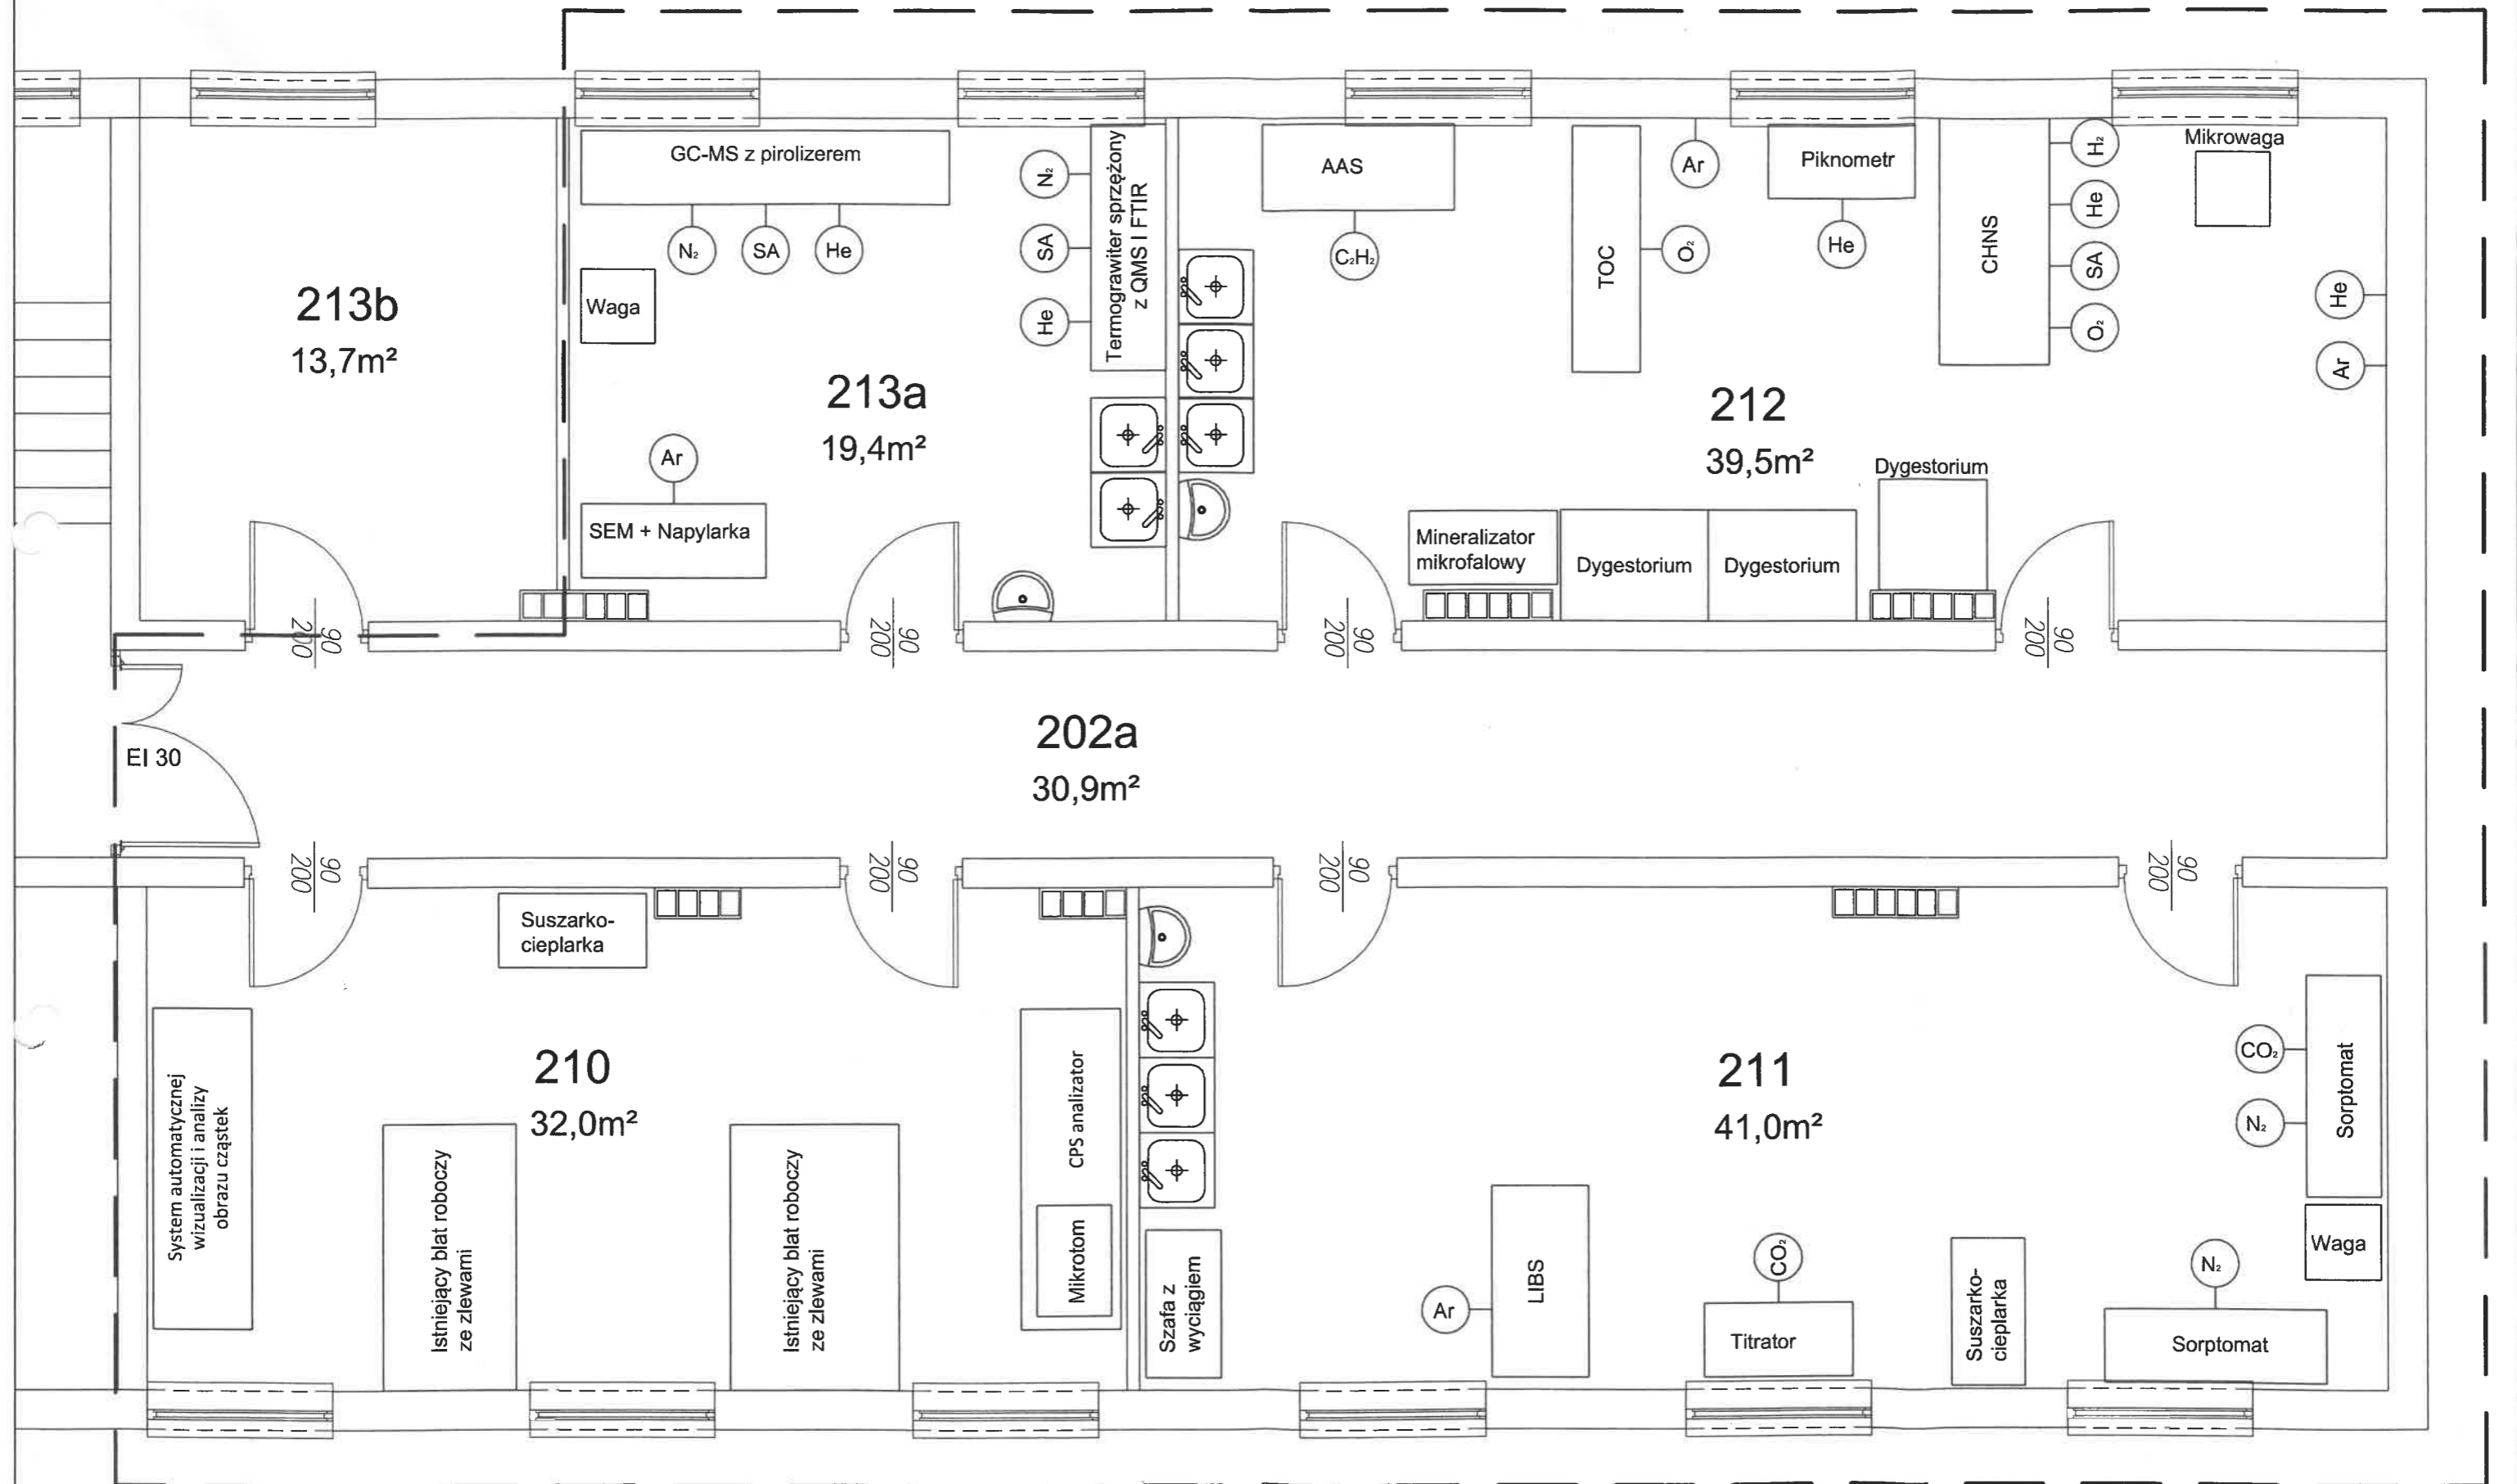 213b
13,7m²
GC-MS z pirolizerem
N₂
SA
He
Waga
N₂
SA
He
Termograwiter sprzężony
z QMS I FTIR
213a
19,4m²
Ar
SEM + Napylarka
AAS
C₂H₂
TOC
Ar
O₂
Piknometr
He
CHNS
H₂
He
SA
O₂
Mikrowaga
He
Ar
212
39,5m²
Mineralizator
mikrofalowy
Dygestorium
Dygestorium
Dygestorium
90
200
90
200
90
200
90
200
EI 30
202a
30,9m²
90
200
90
200
90
200
90
200
Suszarko-
cieplarka
System automatycznej
wizualizacji i analizy
obrazu cząstek
210
32,0m²
Istniejący blat roboczy
ze zlewami
Istniejący blat roboczy
ze zlewami
CPS analizator
Mikrotom
Szafa z
wyciągiem
211
41,0m²
Ar
LIBS
CO₂
Titrator
Suszarko-
cieplarka
N₂
Sorptomat
CO₂
N₂
Sorptomat
Waga